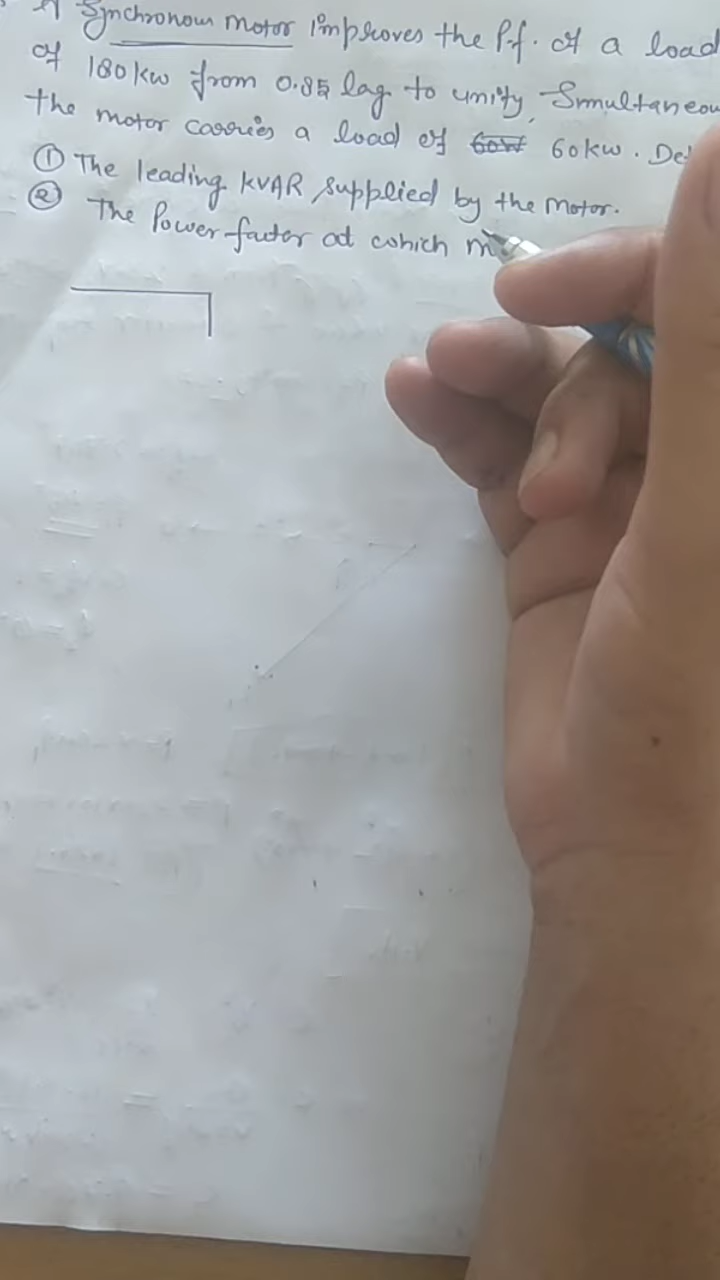 A Synchronous Motor improves the P.f. of a load
of 180kw from 0.85 lag to unity, Simultaneou
the motor carries a load of 60kw. De
① The leading KVAR supplied by the Motor.
② The Power factor at which m